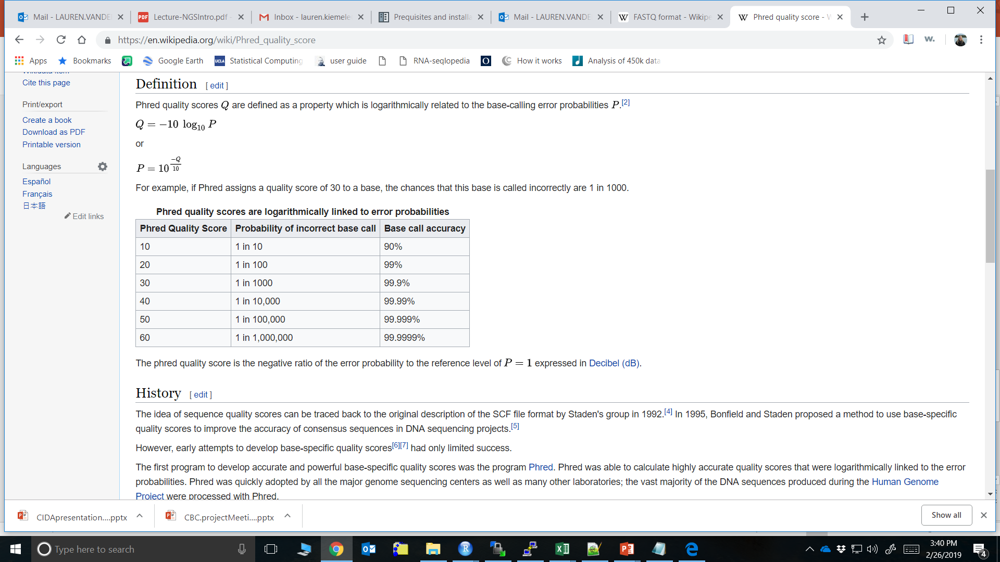 Mail - LAUREN.VANDE
Lecture-NGSIntro.pdf
Inbox - lauren.kiemele
Prequisites and installa
Mail - LAUREN.VANDE
FASTQ format - Wikipe
Phred quality score - W
https://en.wikipedia.org/wiki/Phred_quality_score
w.
Apps
Bookmarks
Google Earth
UCLA
Statistical Computing
user guide
RNA-seqlopedia
How it works
Analysis of 450k data
Wikidata item
Cite this page
Print/export
Create a book
Download as PDF
Printable version
Languages
Español
Français
日本語
Edit links
Definition [ edit ]
Phred quality scores Q are defined as a property which is logarithmically related to the base-calling error probabilities P.[2]
Q = −10 log10 P
or
P = 10^(−Q/10)
For example, if Phred assigns a quality score of 30 to a base, the chances that this base is called incorrectly are 1 in 1000.
Phred quality scores are logarithmically linked to error probabilities
Phred Quality Score Probability of incorrect base call Base call accuracy
10 1 in 10 90%
20 1 in 100 99%
30 1 in 1000 99.9%
40 1 in 10,000 99.99%
50 1 in 100,000 99.999%
60 1 in 1,000,000 99.9999%
The phred quality score is the negative ratio of the error probability to the reference level of P = 1 expressed in Decibel (dB).
History [ edit ]
The idea of sequence quality scores can be traced back to the original description of the SCF file format by Staden's group in 1992.[4] In 1995, Bonfield and Staden proposed a method to use base-specific
quality scores to improve the accuracy of consensus sequences in DNA sequencing projects.[5]
However, early attempts to develop base-specific quality scores[6][7] had only limited success.
The first program to develop accurate and powerful base-specific quality scores was the program Phred. Phred was able to calculate highly accurate quality scores that were logarithmically linked to the error
probabilities. Phred was quickly adopted by all the major genome sequencing centers as well as many other laboratories; the vast majority of the DNA sequences produced during the Human Genome
Project were processed with Phred.
CIDApresentation....pptx
CBC.projectMeeti....pptx
Show all
Type here to search
3:40 PM
2/26/2019
4